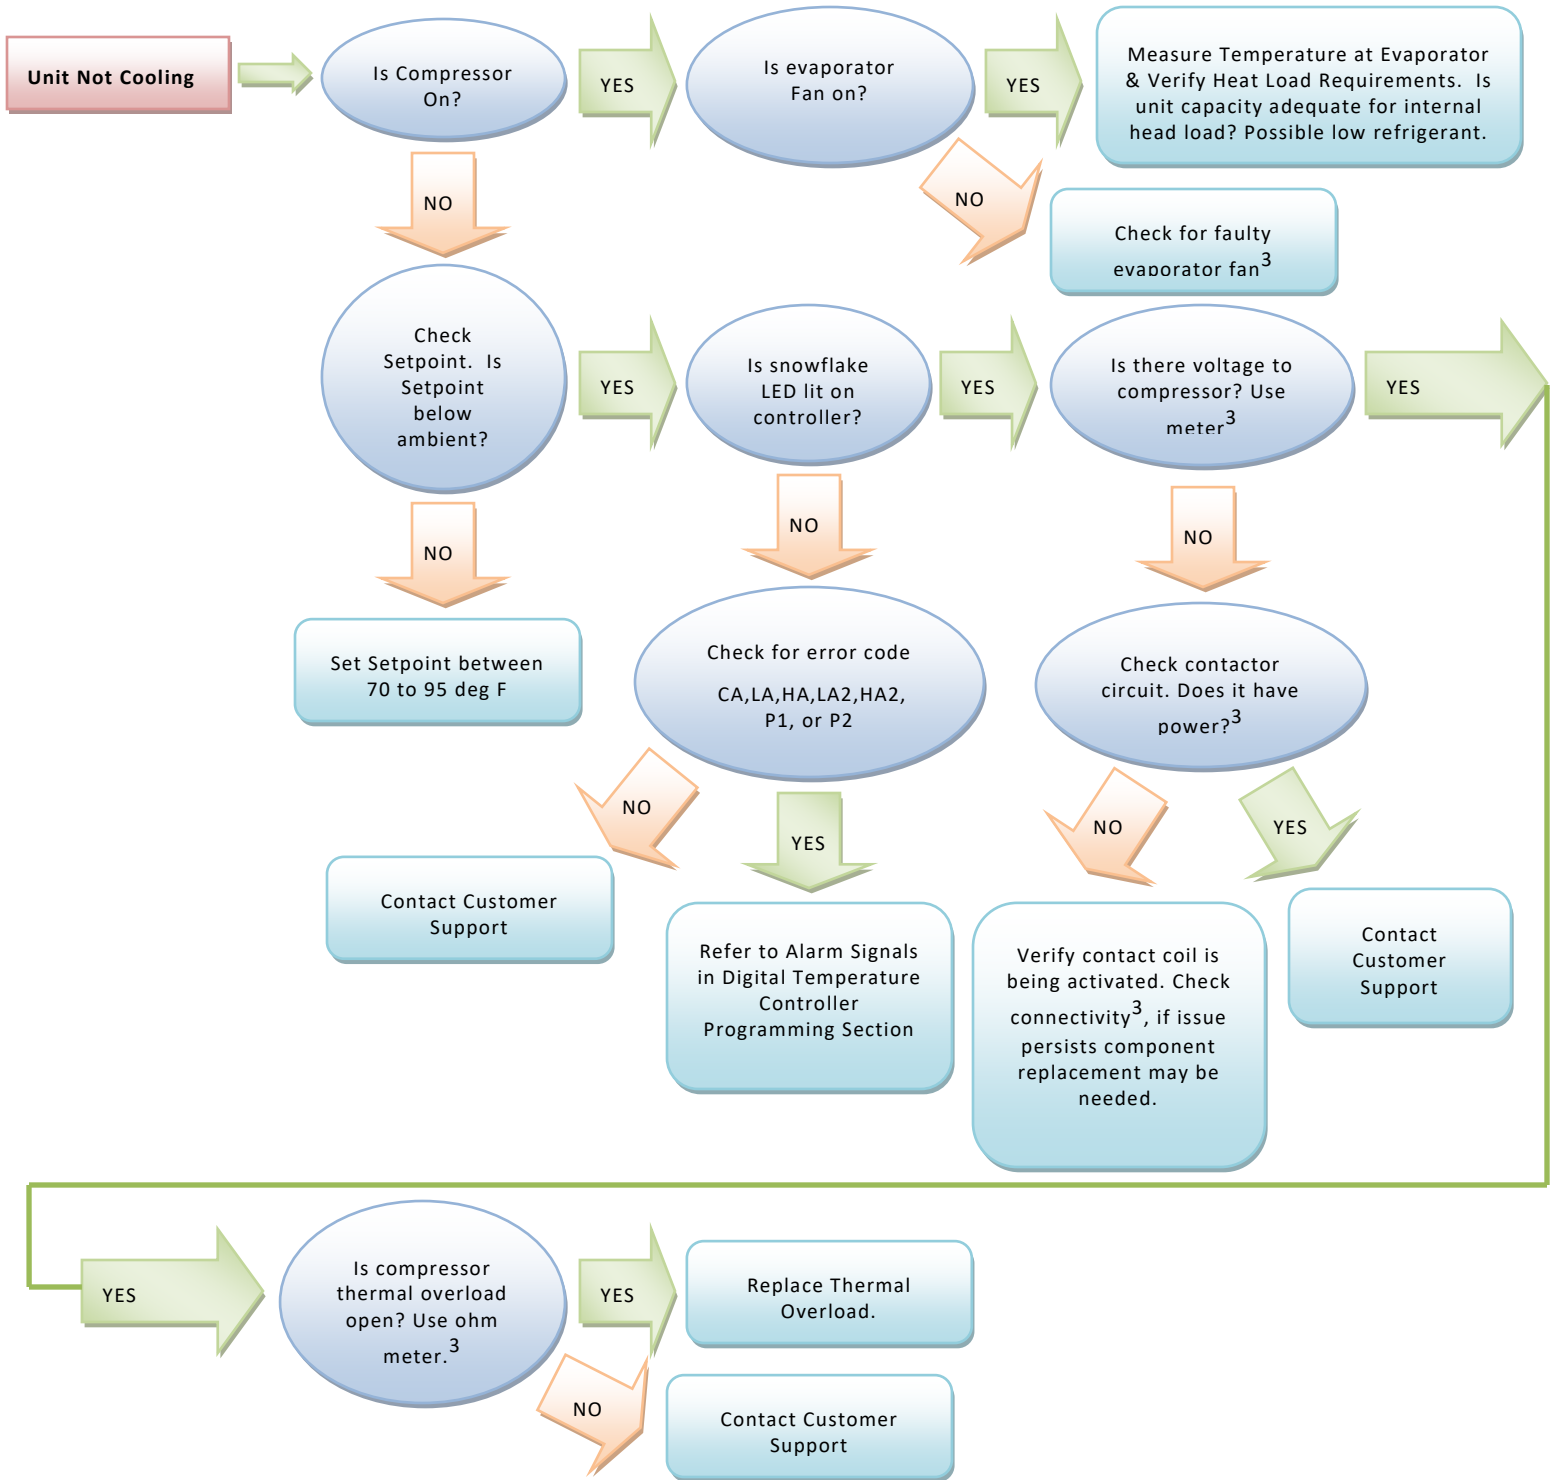 Unit Not Cooling
Is Compressor
On?
YES
Is evaporator
Fan on?
YES
Measure Temperature at Evaporator
& Verify Heat Load Requirements. Is
unit capacity adequate for internal
head load? Possible low refrigerant.
NO
NO
Check for faulty
evaporator fan3
Check
Setpoint. Is
Setpoint
below
ambient?
YES
Is snowflake
LED lit on
controller?
YES
Is there voltage to
compressor? Use
meter3
YES
NO
NO
NO
Set Setpoint between
70 to 95 deg F
Check for error code
CA,LA,HA,LA2,HA2,
P1, or P2
Check contactor
circuit. Does it have
power?3
NO
YES
NO
YES
Contact Customer
Support
Refer to Alarm Signals
in Digital Temperature
Controller
Programming Section
Verify contact coil is
being activated. Check
connectivity3, if issue
persists component
replacement may be
needed.
Contact
Customer
Support
YES
Is compressor
thermal overload
open? Use ohm
meter.3
YES
Replace Thermal
Overload.
NO
Contact Customer
Support